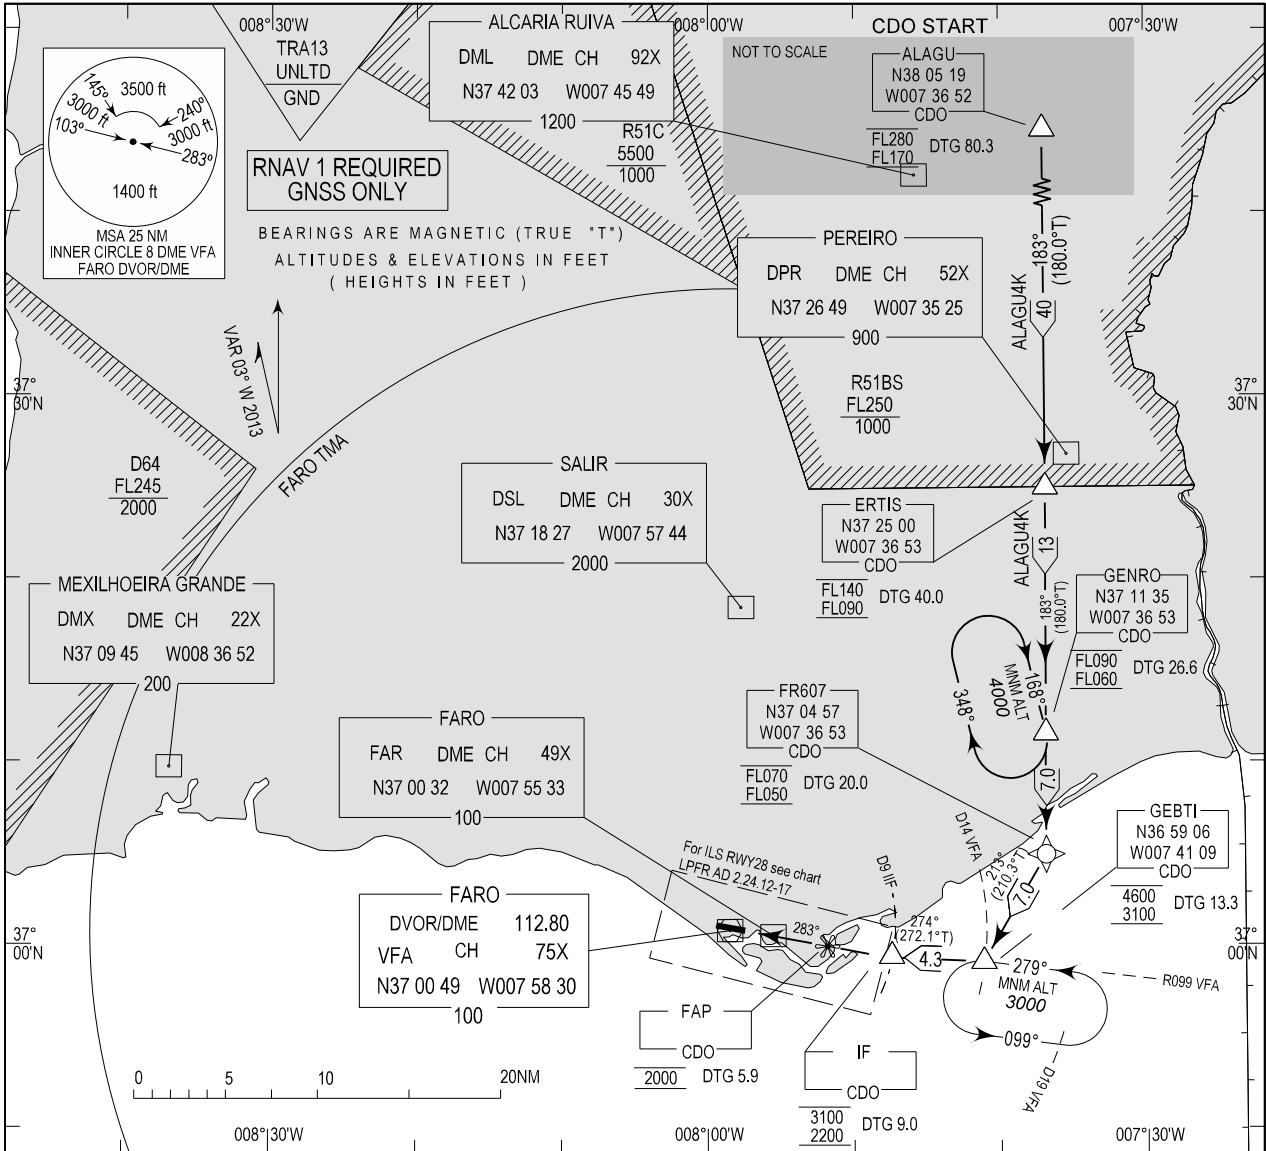 008°30'W
008°00'W
007°30'W
145°
3500 ft
3000 ft
240°
3000 ft
103°
283°
1400 ft
MSA 25 NM
INNER CIRCLE 8 DME VFA
FARO DVOR/DME
TRA13
UNLTD
GND
ALCARIA RUIVA
DML DME CH 92X
N37 42 03 W007 45 49
1200
R51C
5500
1000
CDO START
NOT TO SCALE
ALAGU
N38 05 19
W007 36 52
CDO
FL280
FL170
DTG 80.3
RNAV 1 REQUIRED
GNSS ONLY
BEARINGS ARE MAGNETIC (TRUE "T")
ALTITUDES & ELEVATIONS IN FEET
( HEIGHTS IN FEET )
VAR 03° W 2013
PEREIRO
DPR DME CH 52X
N37 26 49 W007 35 25
900
183°
(180.0°T)
ALAGU4K
40
37°
30'N
37°
30'N
R51BS
FL250
1000
FARO TMA
D64
FL245
2000
SALIR
DSL DME CH 30X
N37 18 27 W007 57 44
2000
ERTIS
N37 25 00
W007 36 53
CDO
FL140
FL090
DTG 40.0
ALAGU4K
13
183°
(180.0°T)
GENRO
N37 11 35
W007 36 53
CDO
FL090
FL060
DTG 26.6
MEXILHOEIRA GRANDE
DMX DME CH 22X
N37 09 45 W008 36 52
200
168°
MNM ALT
4000
348°
7.0
FR607
N37 04 57
W007 36 53
CDO
FL070
FL050
DTG 20.0
FARO
FAR DME CH 49X
N37 00 32 W007 55 33
100
D14 VFA
213°
(210.3°T)
7.0
GEBTI
N36 59 06
W007 41 09
CDO
4600
3100
DTG 13.3
For ILS RWY28 see chart
LPFR AD 2.24.12-17
D9 IIF
FARO
DVOR/DME 112.80
VFA CH 75X
N37 00 49 W007 58 30
100
283°
274°
(272.1°T)
4.3
37°
00'N
37°
00'N
279°
MNM ALT
3000
099°
R099 VFA
D19 VFA
FAP
CDO
2000
DTG 5.9
IF
CDO
3100
2200
DTG 9.0
0 5 10 20NM
008°30'W
008°00'W
007°30'W